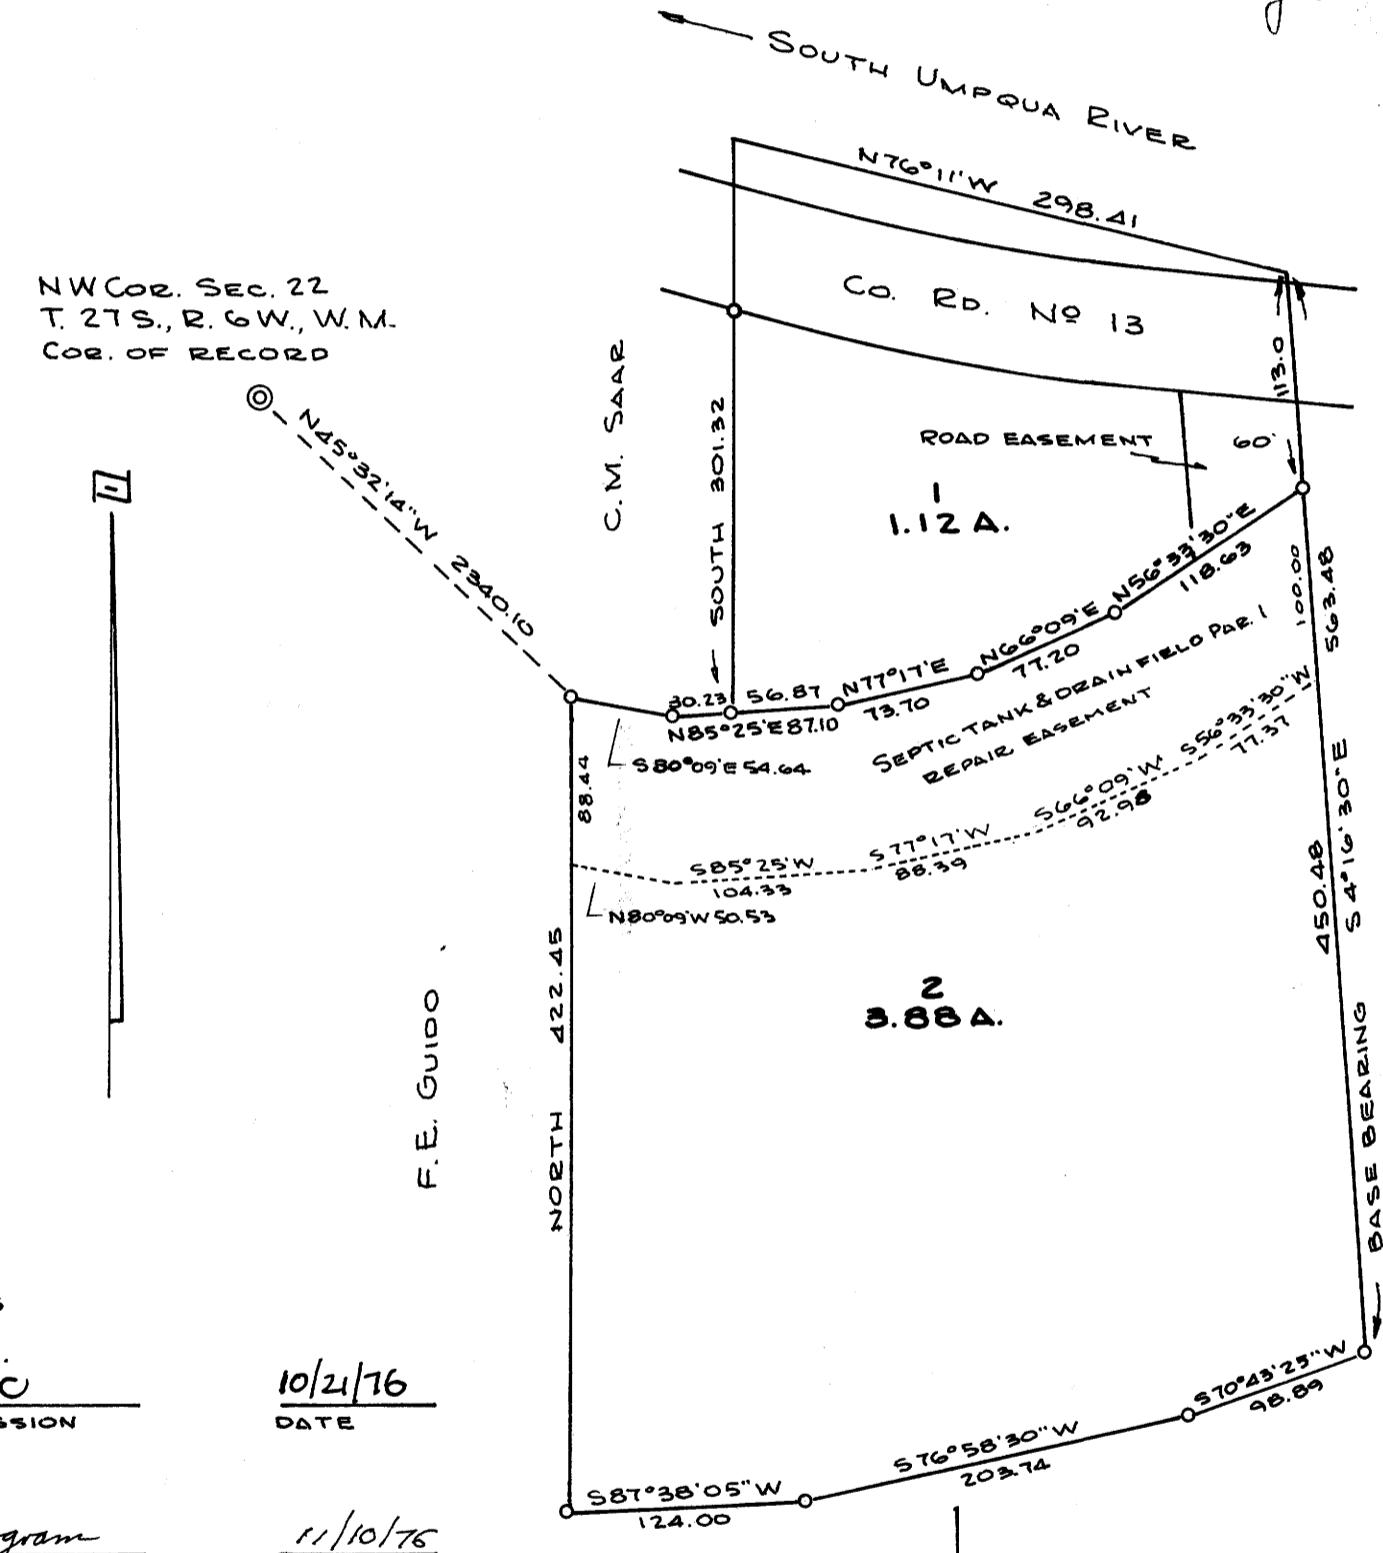 SOUTH UMPQUA RIVER
N76°11'W 298.41
NW COR. SEC. 22
T. 27 S., R. 6 W., W. M.
COR. OF RECORD
CO. RD. Nº 13
113.0
C. M. SAAR
N45°32'14"W 2340.10
SOUTH 301.32
ROAD EASEMENT
60'
1
1.12 A.
N56°33'30"E
118.63
N66°09'E
77.20
N77°17'E
73.70
30.23
56.87
N85°25'E 87.10
S80°09'E 54.64
88.44
100.00
563.48
SEPTIC TANK & DRAIN FIELD PAR. 1
REPAIR EASEMENT
S56°33'30"W
77.37
S66°09'W
92.98
S77°17'W
88.39
S85°25'W
104.33
N80°09'W 50.53
450.48
S 4°16'30"E
BASE BEARING
NORTH 422.45
F. E. GUIDO
2
3.88 A.
SSION
10/21/76
DATE
S70°43'25"W
98.89
S76°58'30"W
203.74
S87°38'05"W
124.00
gram
11/10/76